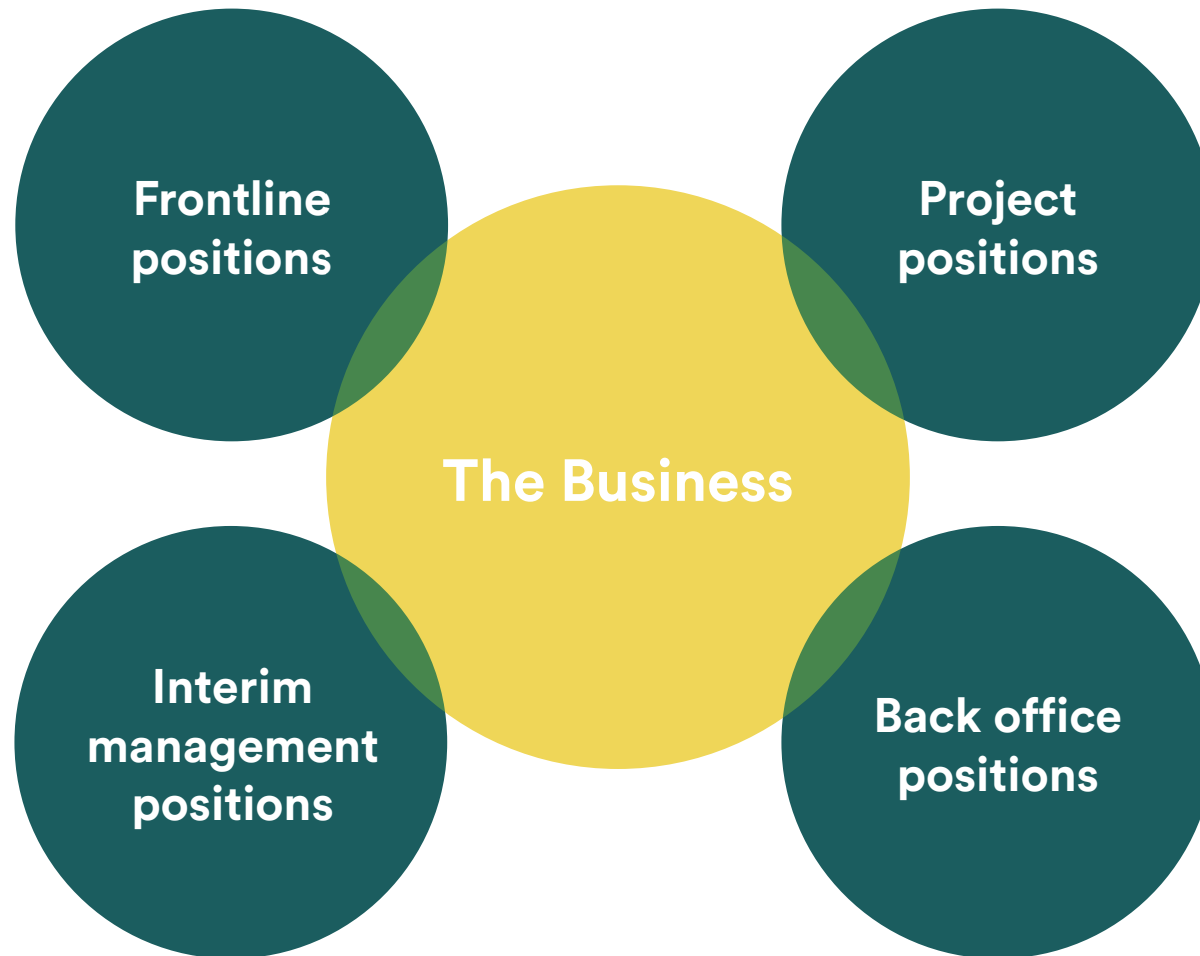 Frontline
positions
Project
positions
The Business
Interim
management
positions
Back office
positions